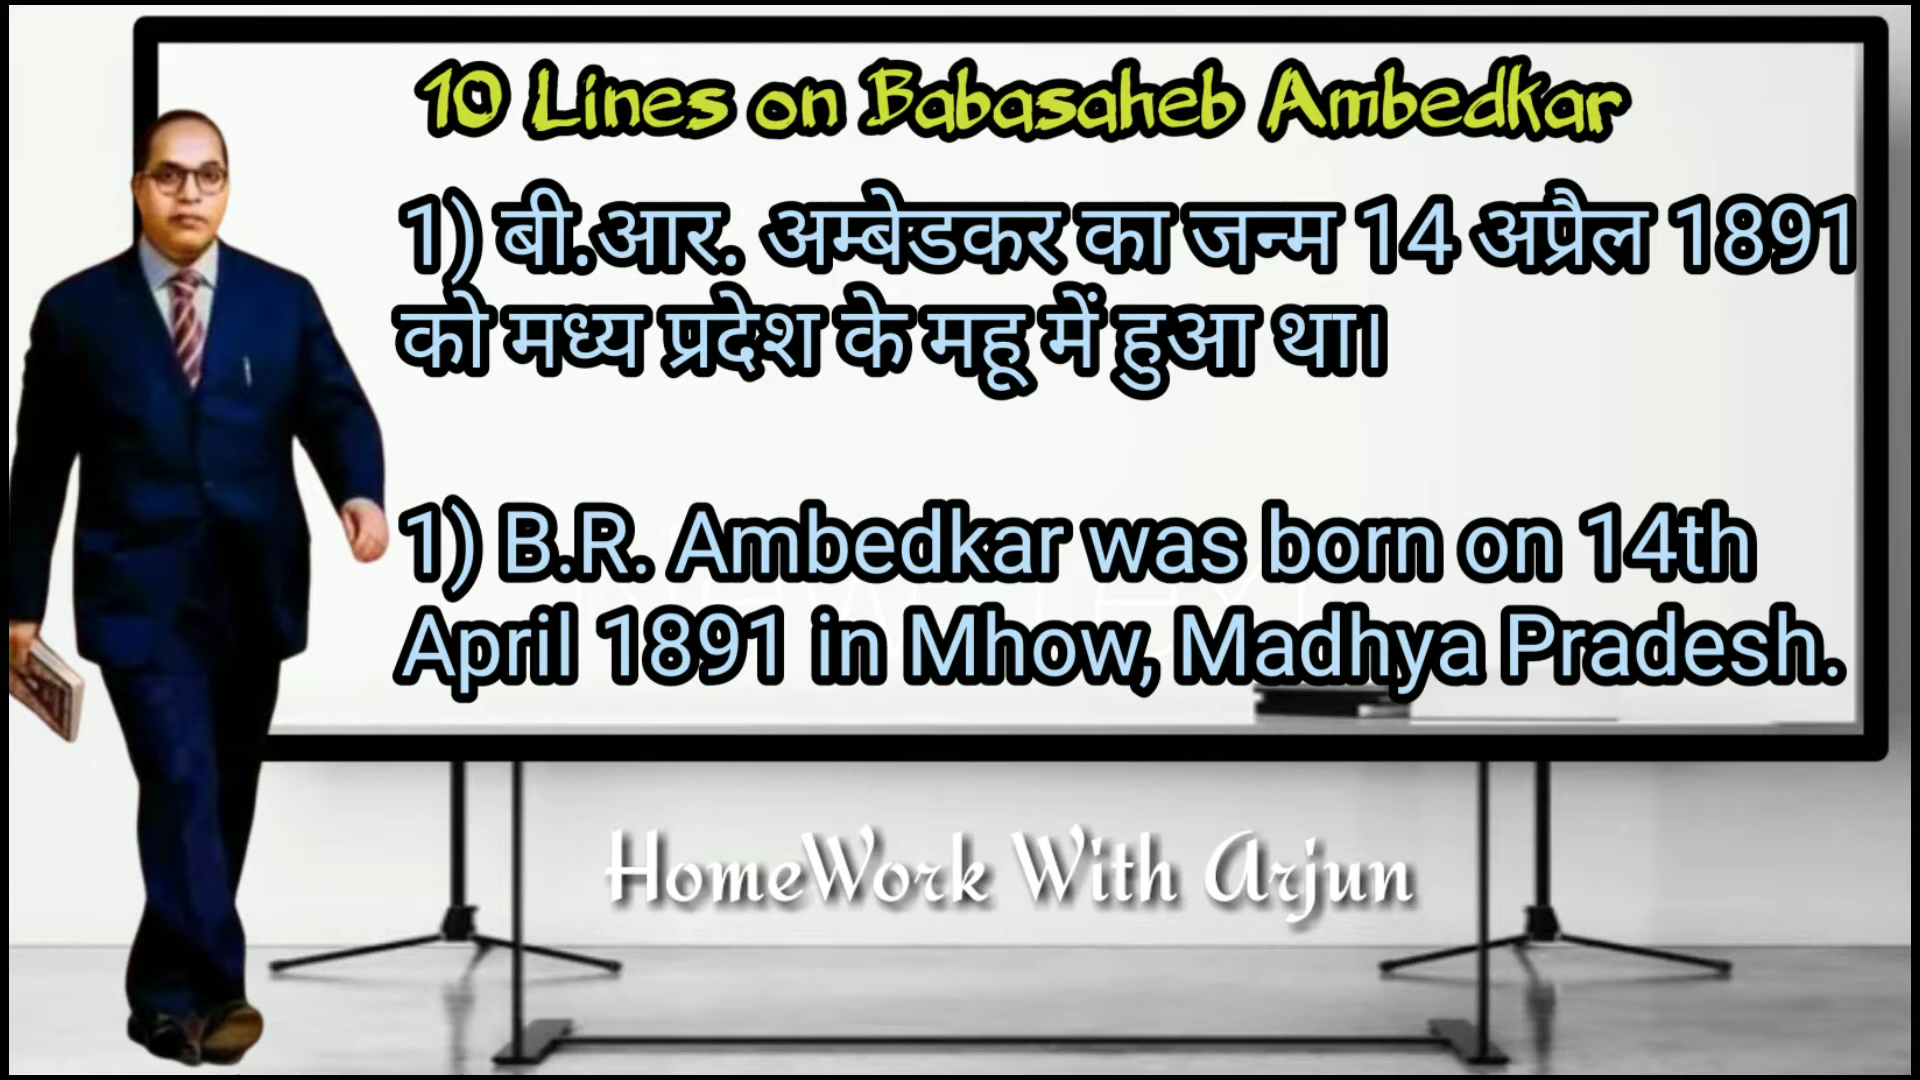 10 Lines on Babasaheb Ambedkar
1) बी.आर. अम्बेडकर का जन्म 14 अप्रैल 1891
को मध्य प्रदेश के महू में हुआ था।
1) B.R. Ambedkar was born on 14th
April 1891 in Mhow, Madhya Pradesh.
HomeWork With Arjun